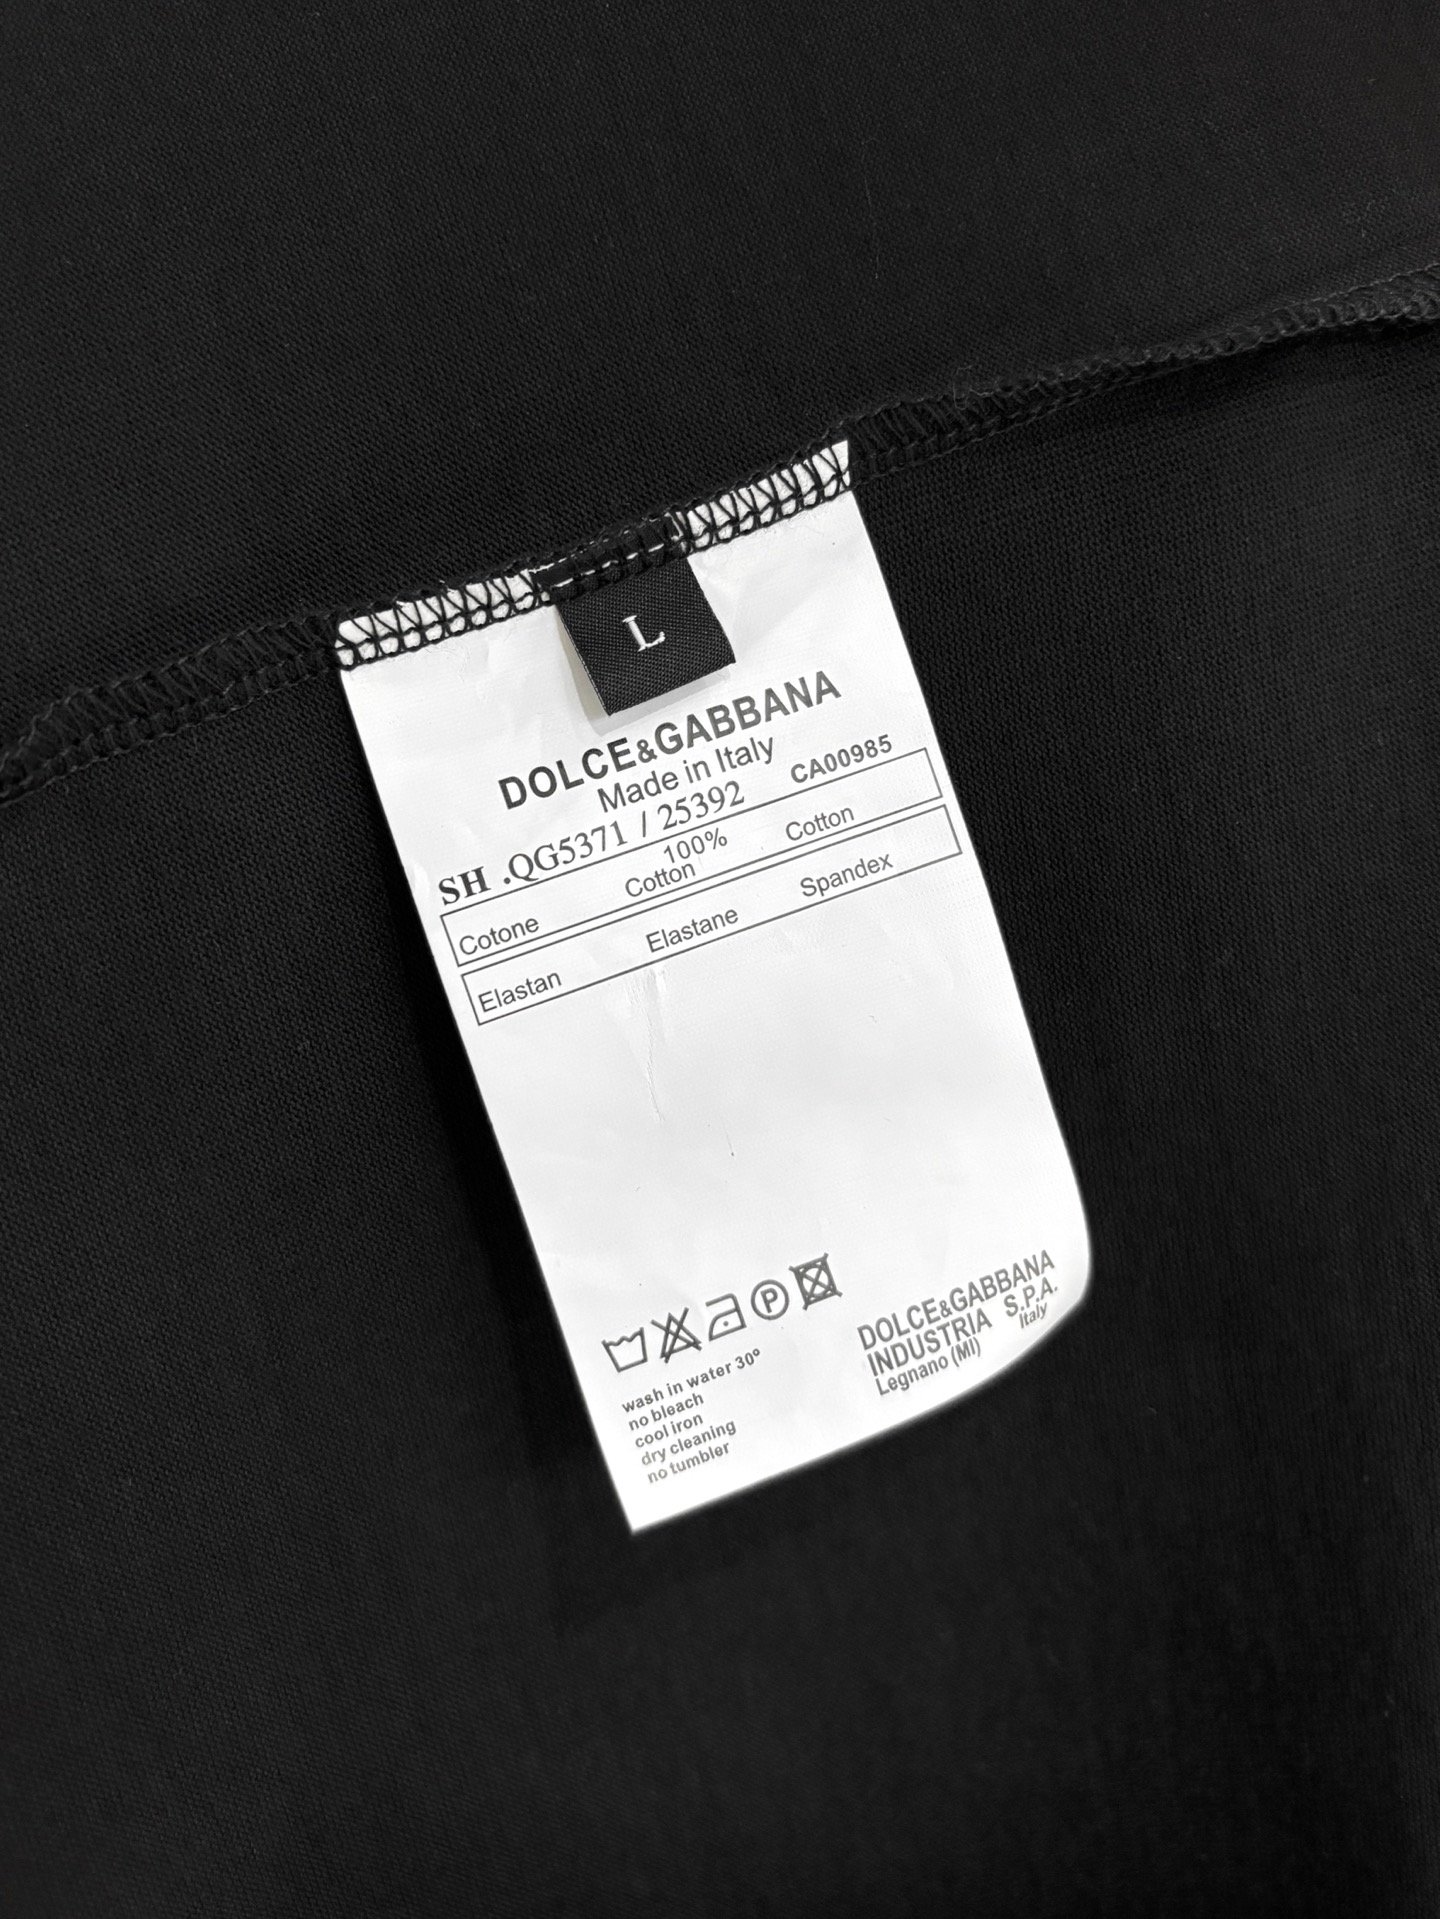 L
DOLCE&GABBANA
Made in Italy
SH .QG5371 / 25392 CA00985
100%
Cotone Cotton Cotton
Elastan Elastane Spandex
P
wash in water 30º
no bleach
cool iron
dry cleaning
no tumbler
DOLCE&GABBANA
INDUSTRIA S.P.A.
Legnano (MI) Italy